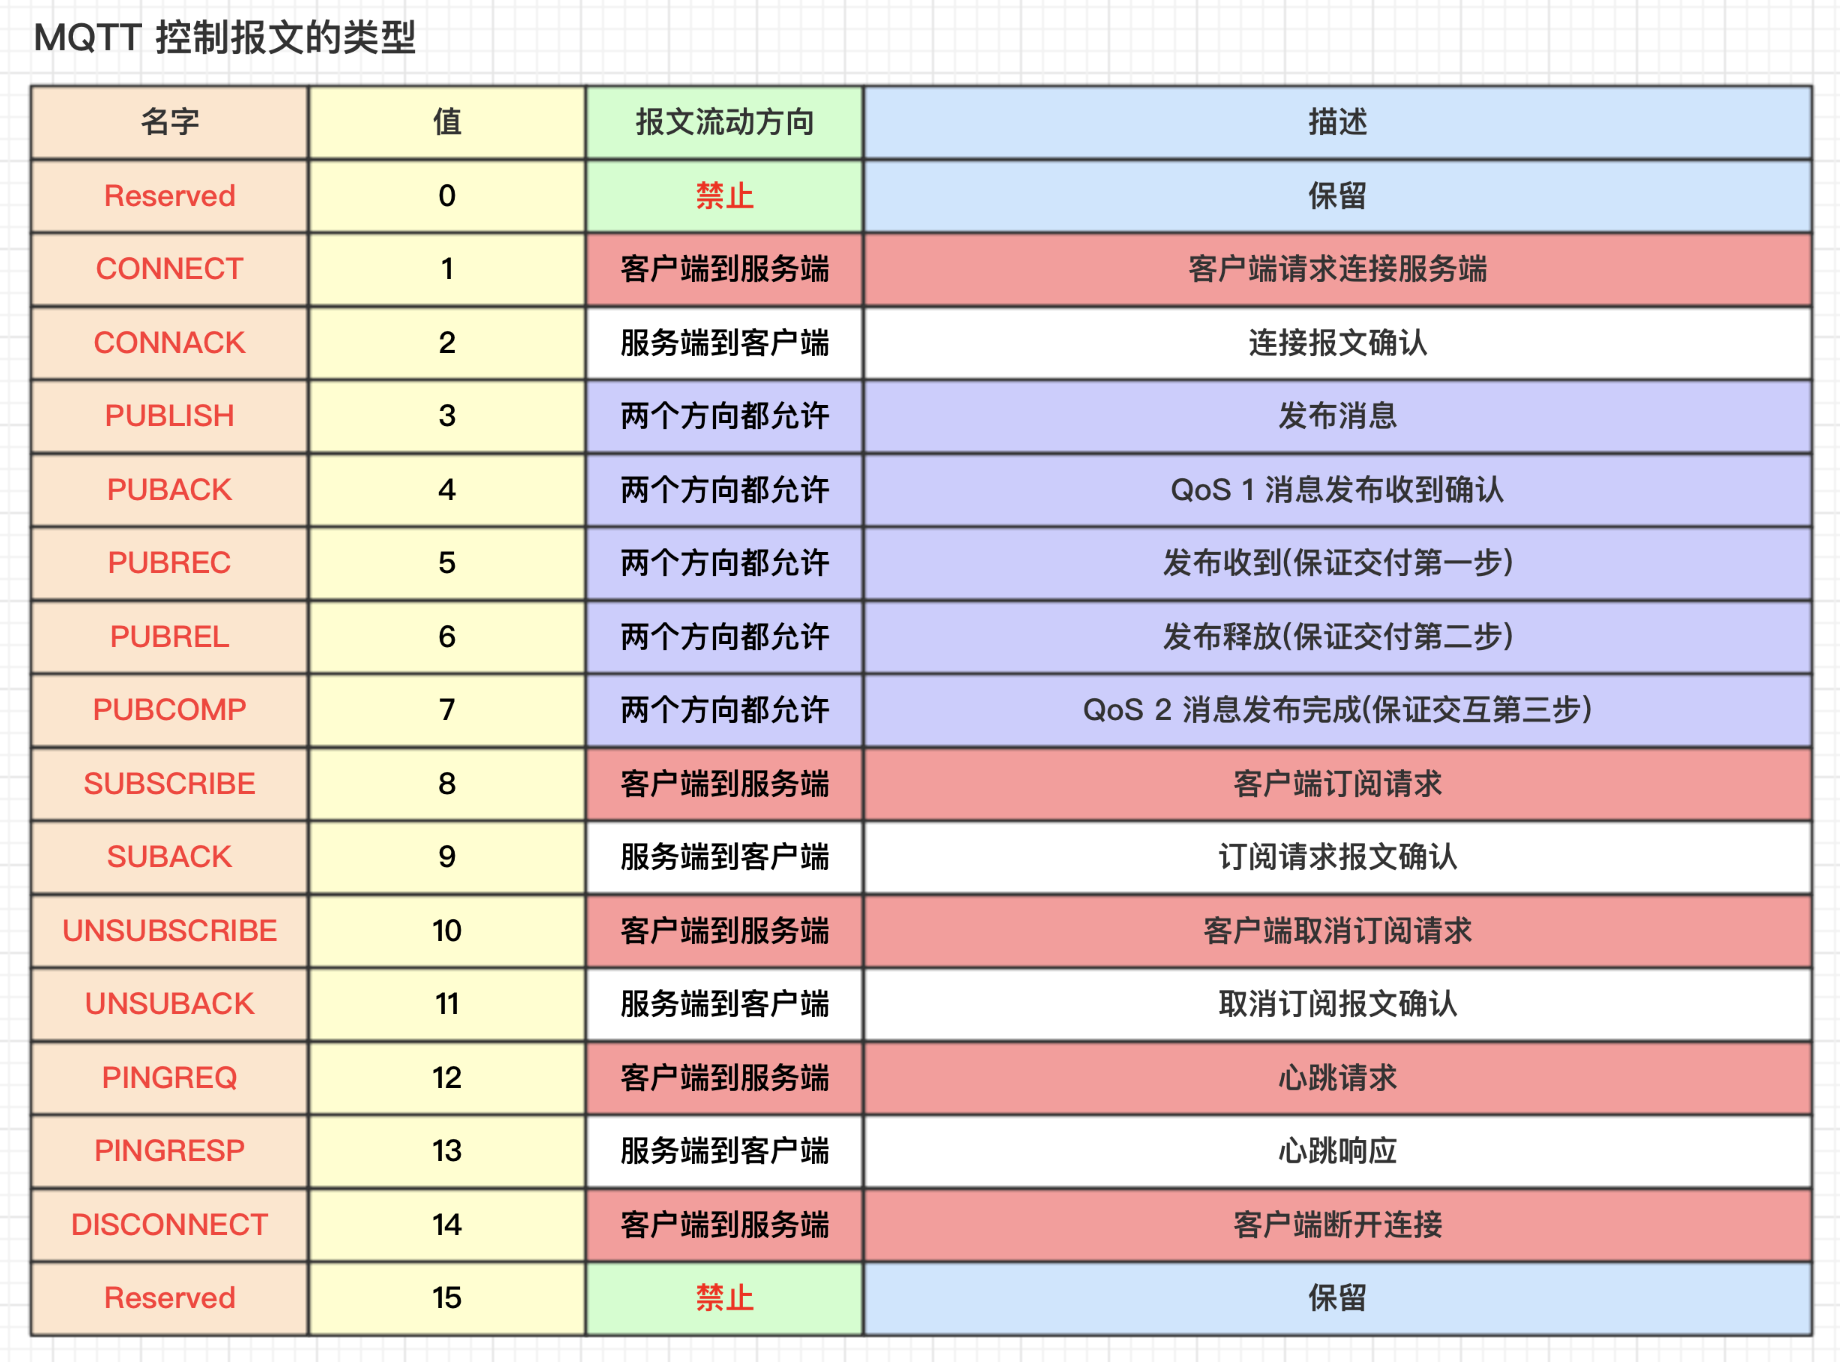 MQTT 控制报文的类型
名字 值 报文流动方向 描述
Reserved 0 禁止 保留
CONNECT 1 客户端到服务端 客户端请求连接服务端
CONNACK 2 服务端到客户端 连接报文确认
PUBLISH 3 两个方向都允许 发布消息
PUBACK 4 两个方向都允许 QoS 1 消息发布收到确认
PUBREC 5 两个方向都允许 发布收到(保证交付第一步)
PUBREL 6 两个方向都允许 发布释放(保证交付第二步)
PUBCOMP 7 两个方向都允许 QoS 2 消息发布完成(保证交互第三步)
SUBSCRIBE 8 客户端到服务端 客户端订阅请求
SUBACK 9 服务端到客户端 订阅请求报文确认
UNSUBSCRIBE 10 客户端到服务端 客户端取消订阅请求
UNSUBACK 11 服务端到客户端 取消订阅报文确认
PINGREQ 12 客户端到服务端 心跳请求
PINGRESP 13 服务端到客户端 心跳响应
DISCONNECT 14 客户端到服务端 客户端断开连接
Reserved 15 禁止 保留